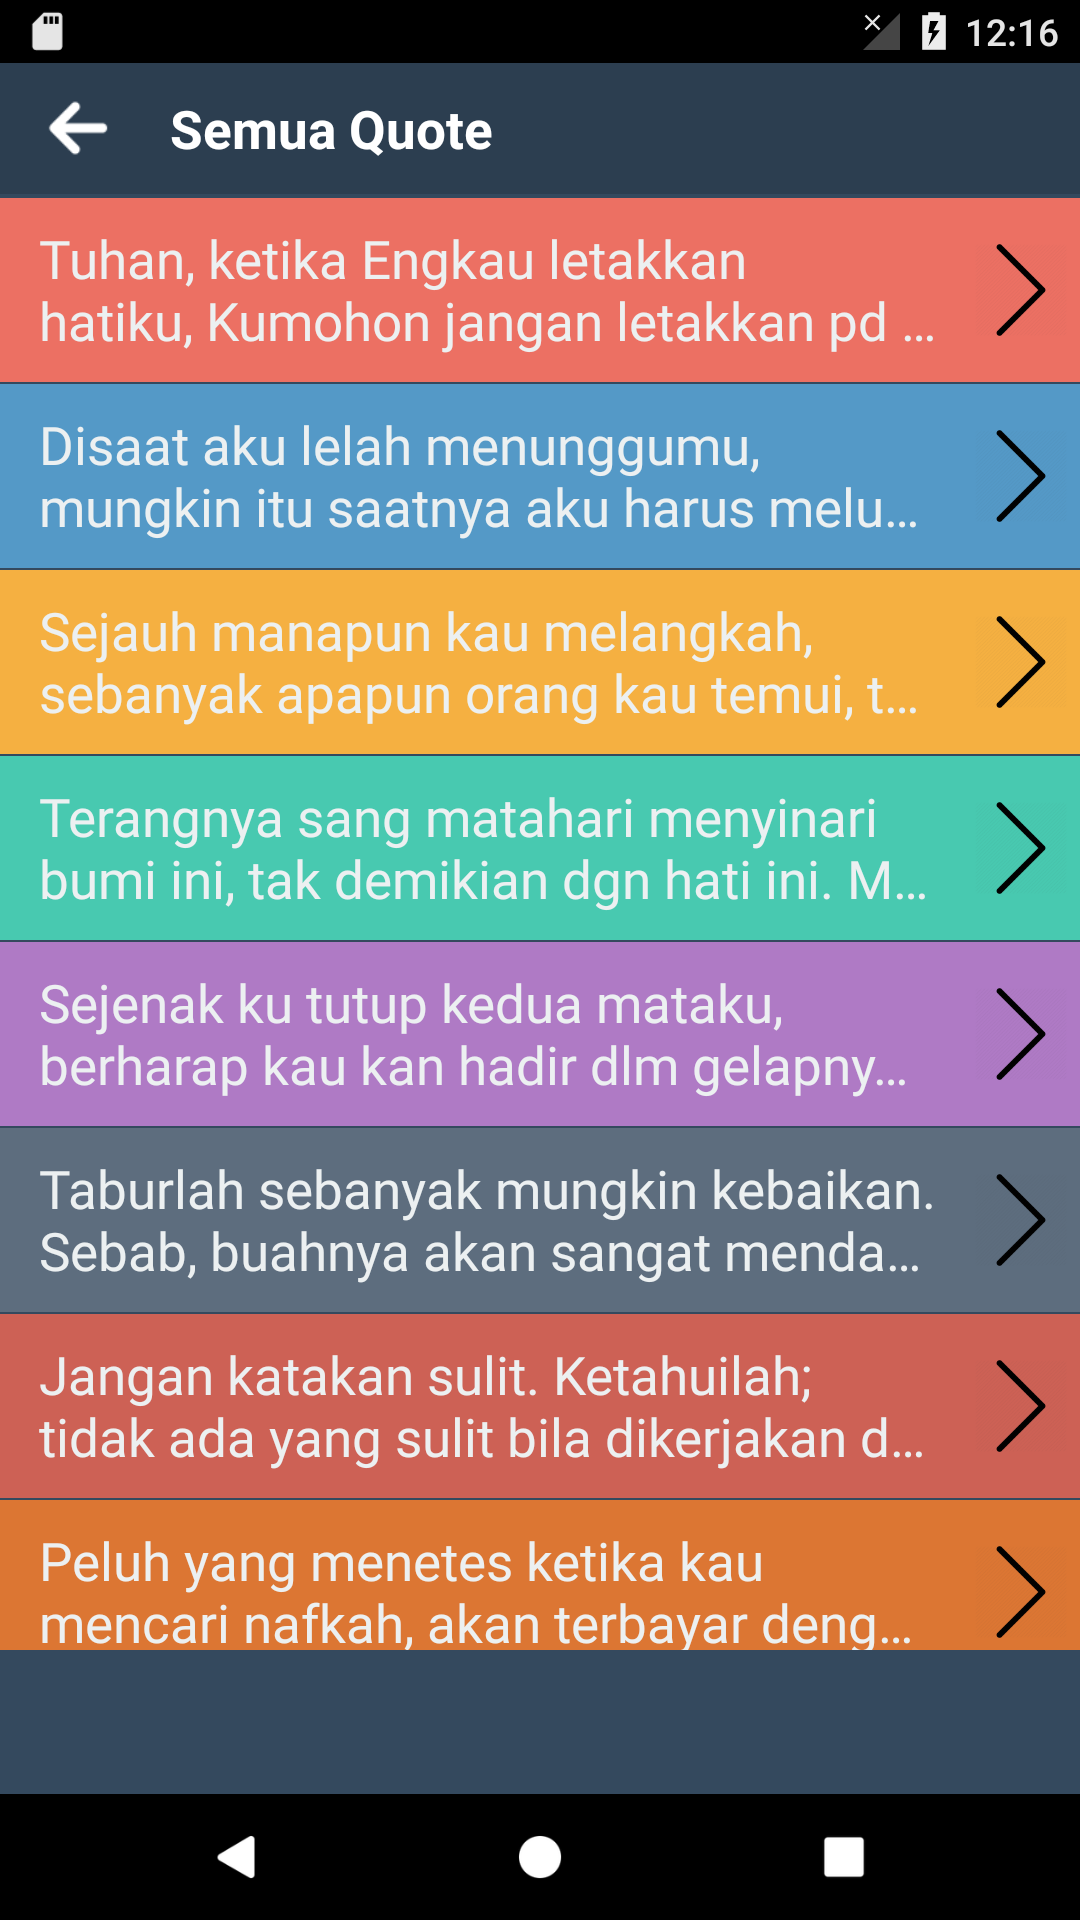 12:16
Semua Quote
Tuhan, ketika Engkau letakkan
hatiku, Kumohon jangan letakkan pd ...
Disaat aku lelah menunggumu,
mungkin itu saatnya aku harus melu...
Sejauh manapun kau melangkah,
sebanyak apapun orang kau temui, t...
Terangnya sang matahari menyinari
bumi ini, tak demikian dgn hati ini. M...
Sejenak ku tutup kedua mataku,
berharap kau kan hadir dlm gelapny...
Taburlah sebanyak mungkin kebaikan.
Sebab, buahnya akan sangat menda...
Jangan katakan sulit. Ketahuilah;
tidak ada yang sulit bila dikerjakan d...
Peluh yang menetes ketika kau
mencari nafkah, akan terbayar deng...